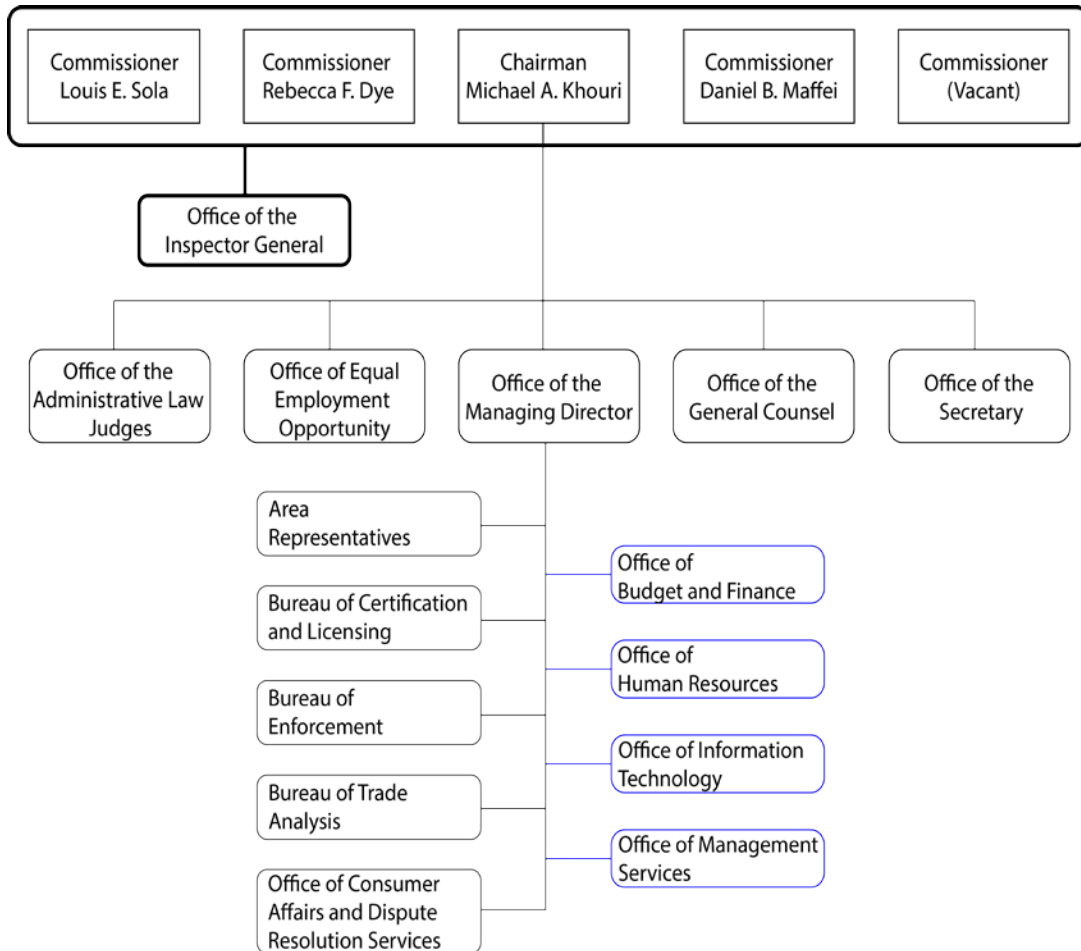 Commissioner
Louis E. Sola
Commissioner
Rebecca F. Dye
Chairman
Michael A. Khouri
Commissioner
Daniel B. Maffei
Commissioner
(Vacant)
Office of the
Inspector General
Office of the
Administrative Law
Judges
Office of Equal
Employment
Opportunity
Office of the
Managing Director
Office of the
General Counsel
Office of the
Secretary
Area
Representatives
Office of
Budget and Finance
Bureau of Certification
and Licensing
Office of
Human Resources
Bureau of
Enforcement
Office of Information
Technology
Bureau of Trade
Analysis
Office of Management
Services
Office of Consumer
Affairs and Dispute
Resolution Services